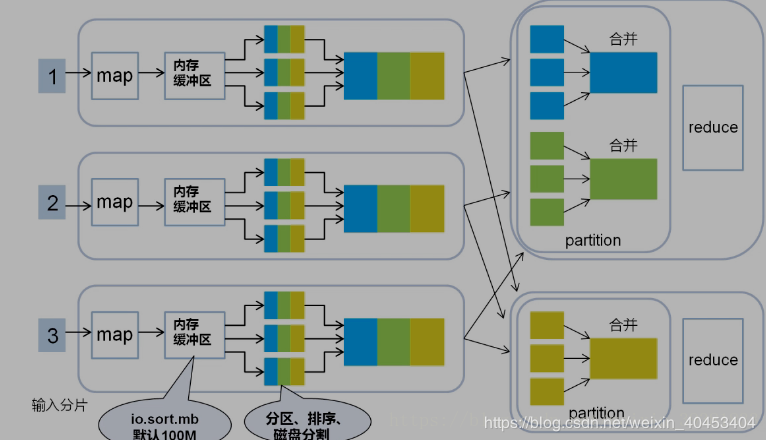 1
map
内存
缓冲区
合并
reduce
合并
partition
2
map
内存
缓冲区
3
map
内存
缓冲区
输入分片
io.sort.mb
默认100M
分区、排序、
磁盘分割
合并
reduce
partition
https://blog.csdn.net/weixin_40453404